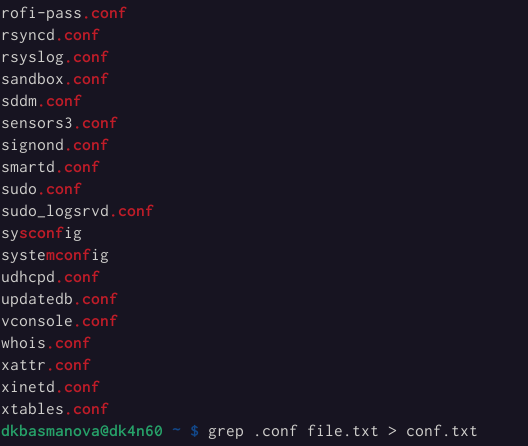 rofi-pass.conf
rsyncd.conf
rsyslog.conf
sandbox.conf
sddm.conf
sensors3.conf
signond.conf
smartd.conf
sudo.conf
sudo_logsrvd.conf
sysconfig
systemconfig
udhcpd.conf
updatedb.conf
vconsole.conf
whois.conf
xattr.conf
xinetd.conf
xtables.conf
dkbasmanova@dk4n60 ~ $ grep .conf file.txt > conf.txt